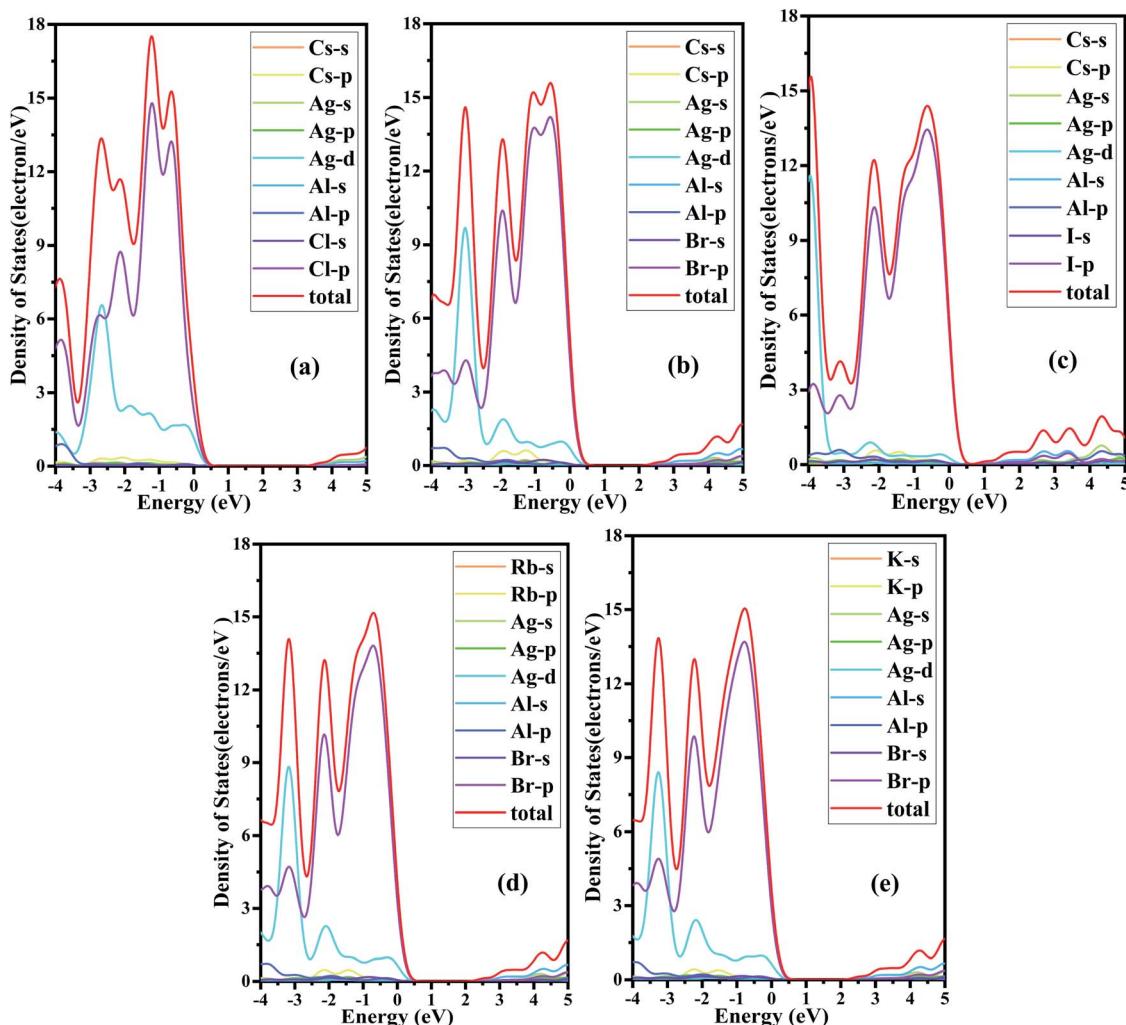 Density of States(electron/eV)
18
15
12
9
6
3
0
Cs-s
Cs-p
Ag-s
Ag-p
Ag-d
Al-s
Al-p
Cl-s
Cl-p
total
(a)
-4 -3 -2 -1 0 1 2 3 4 5
Energy (eV)
Density of States(electrons/eV )
18
15
12
9
6
3
0
Cs-s
Cs-p
Ag-s
Ag-p
Ag-d
Al-s
Al-p
Br-s
Br-p
total
(b)
-4 -3 -2 -1 0 1 2 3 4 5
Energy (eV)
Density of States(electrons/eV)
18
15
12
9
6
3
0
Cs-s
Cs-p
Ag-s
Ag-p
Ag-d
Al-s
Al-p
I-s
I-p
total
(c)
-4 -3 -2 -1 0 1 2 3 4 5
Energy (eV)
Density of States(electrons/eV )
18
15
12
9
6
3
0
Rb-s
Rb-p
Ag-s
Ag-p
Ag-d
Al-s
Al-p
Br-s
Br-p
total
(d)
-4 -3 -2 -1 0 1 2 3 4 5
Energy (eV)
Density of States(electrons/eV )
18
15
12
9
6
3
0
K-s
K-p
Ag-s
Ag-p
Ag-d
Al-s
Al-p
Br-s
Br-p
total
(e)
-4 -3 -2 -1 0 1 2 3 4 5
Energy (eV)